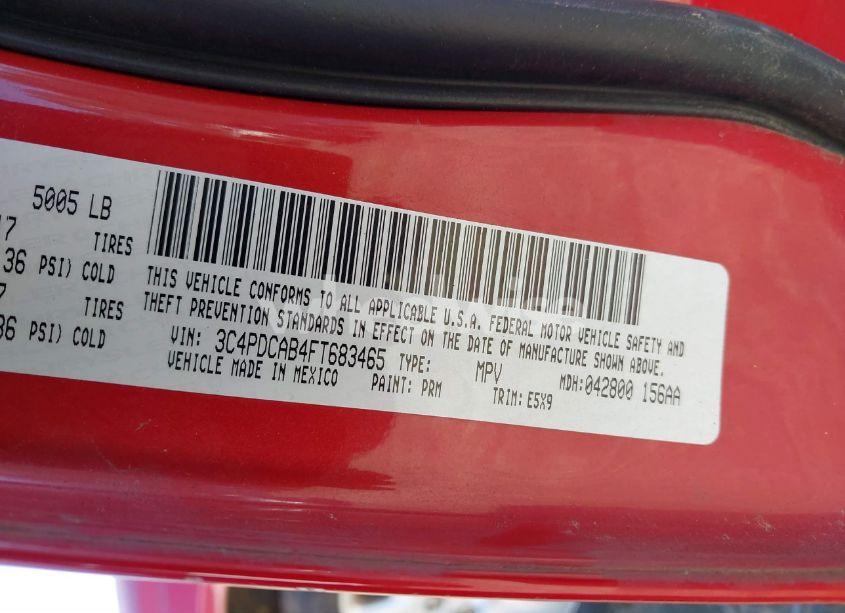 5005 LB
TIRES
36 PSI) COLD
TIRES
36 PSI) COLD
THIS VEHICLE CONFORMS TO ALL APPLICABLE U.S.A. FEDERAL MOTOR VEHICLE SAFETY AND
THEFT PREVENTION STANDARDS IN EFFECT ON THE DATE OF MANUFACTURE SHOWN ABOVE.
VIN: 3C4PDCAB4FT683465 TYPE: MPV MDH:042800 156AA
VEHICLE MADE IN MEXICO PAINT: PRM TRIM: E5X9